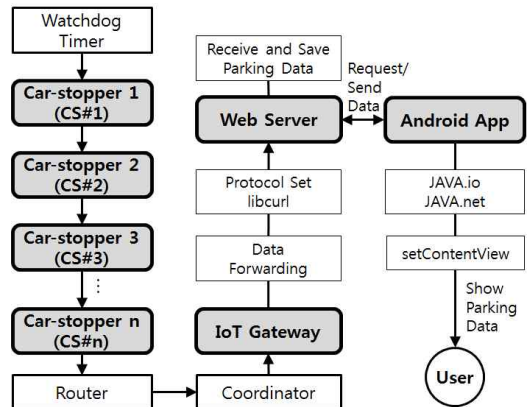 Watchdog
Timer
Car-stopper 1
(CS#1)
Car-stopper 2
(CS#2)
Car-stopper 3
(CS#3)
⋮
Car-stopper n
(CS#n)
Router
Receive and Save
Parking Data
Web Server
Protocol Set
libcurl
Data
Forwarding
IoT Gateway
Coordinator
Request/
Send
Data
Android App
JAVA.io
JAVA.net
setContentView
Show
Parking
Data
User